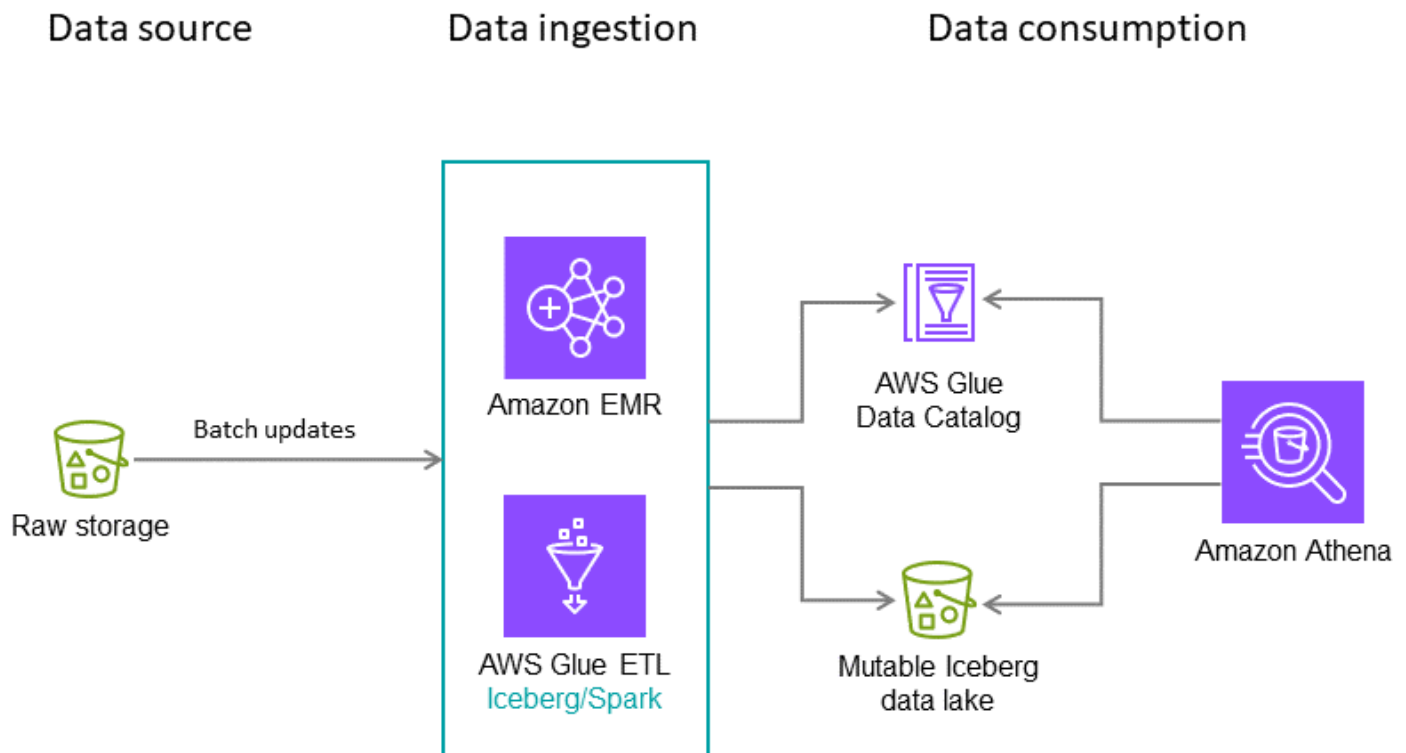 Data source
Data ingestion
Data consumption
Batch updates
Raw storage
Amazon EMR
AWS Glue ETL
Iceberg/Spark
AWS Glue
Data Catalog
Mutable Iceberg
data lake
Amazon Athena